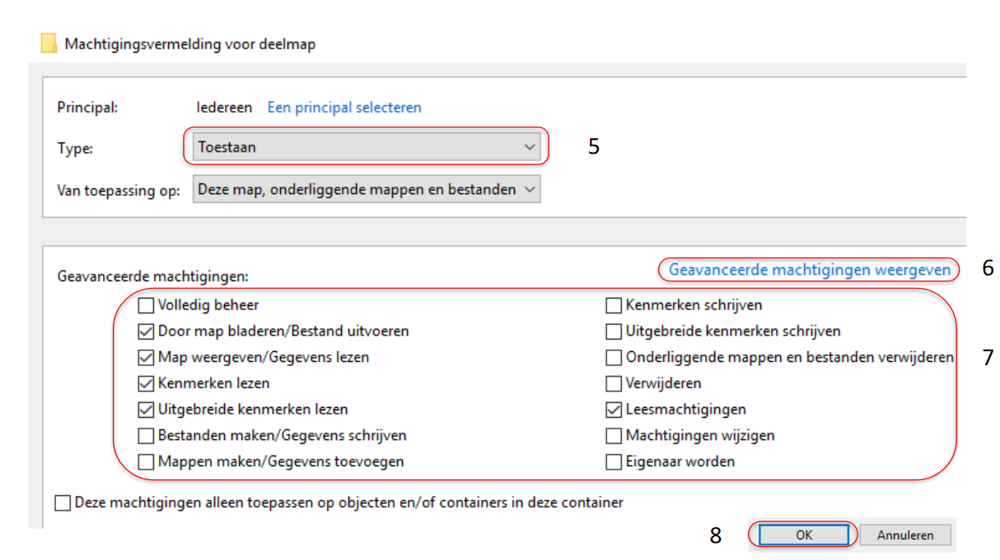 Machtigingsvermelding voor deelmap
Principal: Iedereen Een principal selecteren
Type: Toestaan 5
Van toepassing op: Deze map, onderliggende mappen en bestanden
Geavanceerde machtigingen: Geavanceerde machtigingen weergeven 6
Volledig beheer Kenmerken schrijven
Door map bladeren/Bestand uitvoeren Uitgebreide kenmerken schrijven
Map weergeven/Gegevens lezen Onderliggende mappen en bestanden verwijderen 7
Kenmerken lezen Verwijderen
Uitgebreide kenmerken lezen Leesmachtigingen
Bestanden maken/Gegevens schrijven Machtigingen wijzigen
Mappen maken/Gegevens toevoegen Eigenaar worden
Deze machtigingen alleen toepassen op objecten en/of containers in deze container
8 OK Annuleren